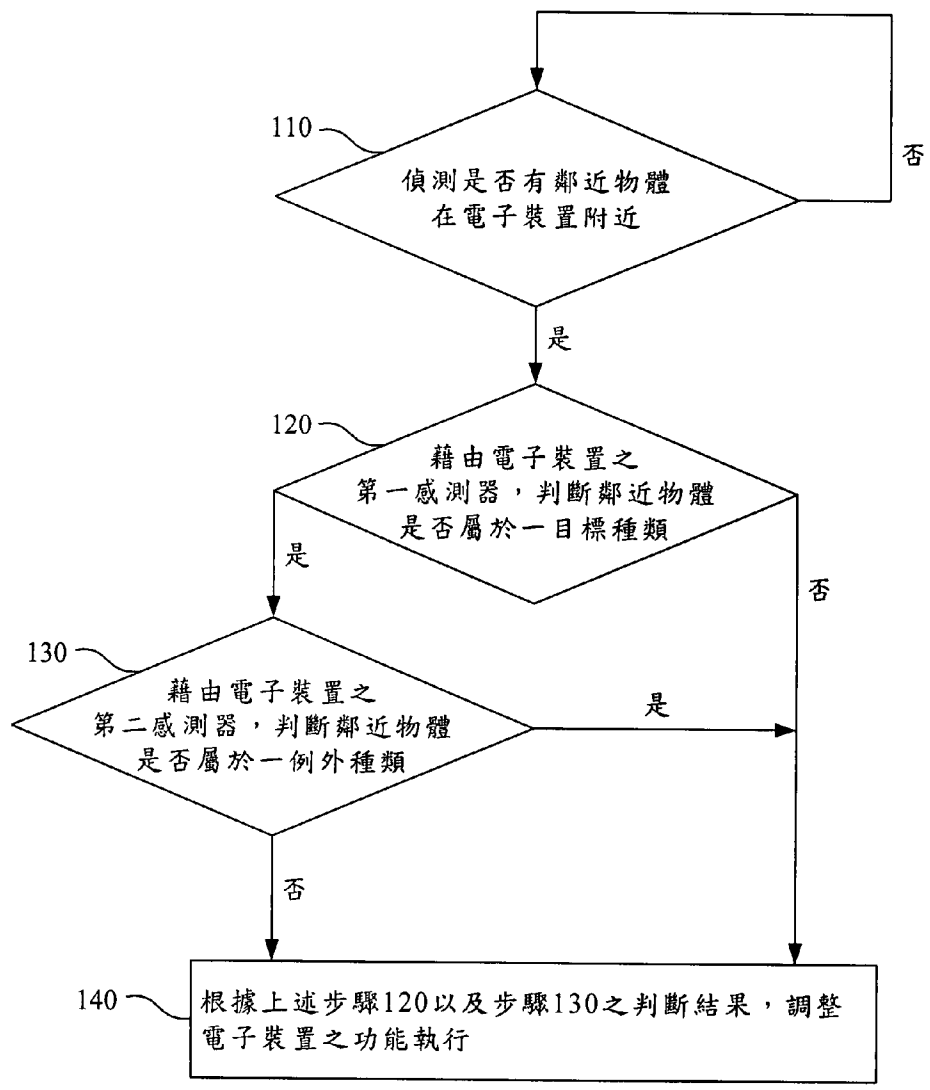 110
偵測是否有鄰近物體
在電子裝置附近
否
是
120
藉由電子裝置之
第一感測器，判斷鄰近物體
是否屬於一目標種類
是
否
130
藉由電子裝置之
第二感測器，判斷鄰近物體
是否屬於一例外種類
是
否
140
根據上述步驟120以及步驟130之判斷結果，調整
電子裝置之功能執行